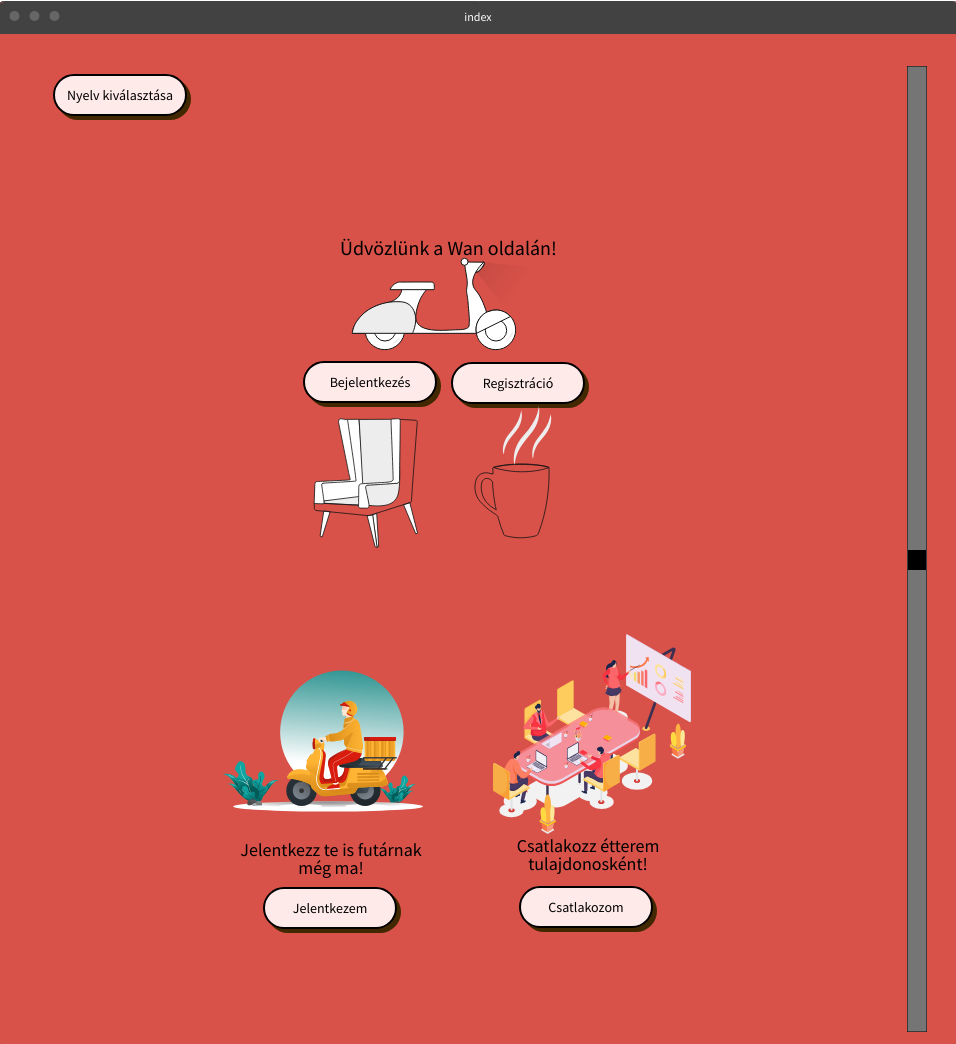 index
Nyelv kiválasztása
Üdvözlünk a Wan oldalán!
Bejelentkezés
Regisztráció
Jelentkezz te is futárnak
még ma!
Jelentkezem
Csatlakozz étterem
tulajdonosként!
Csatlakozom